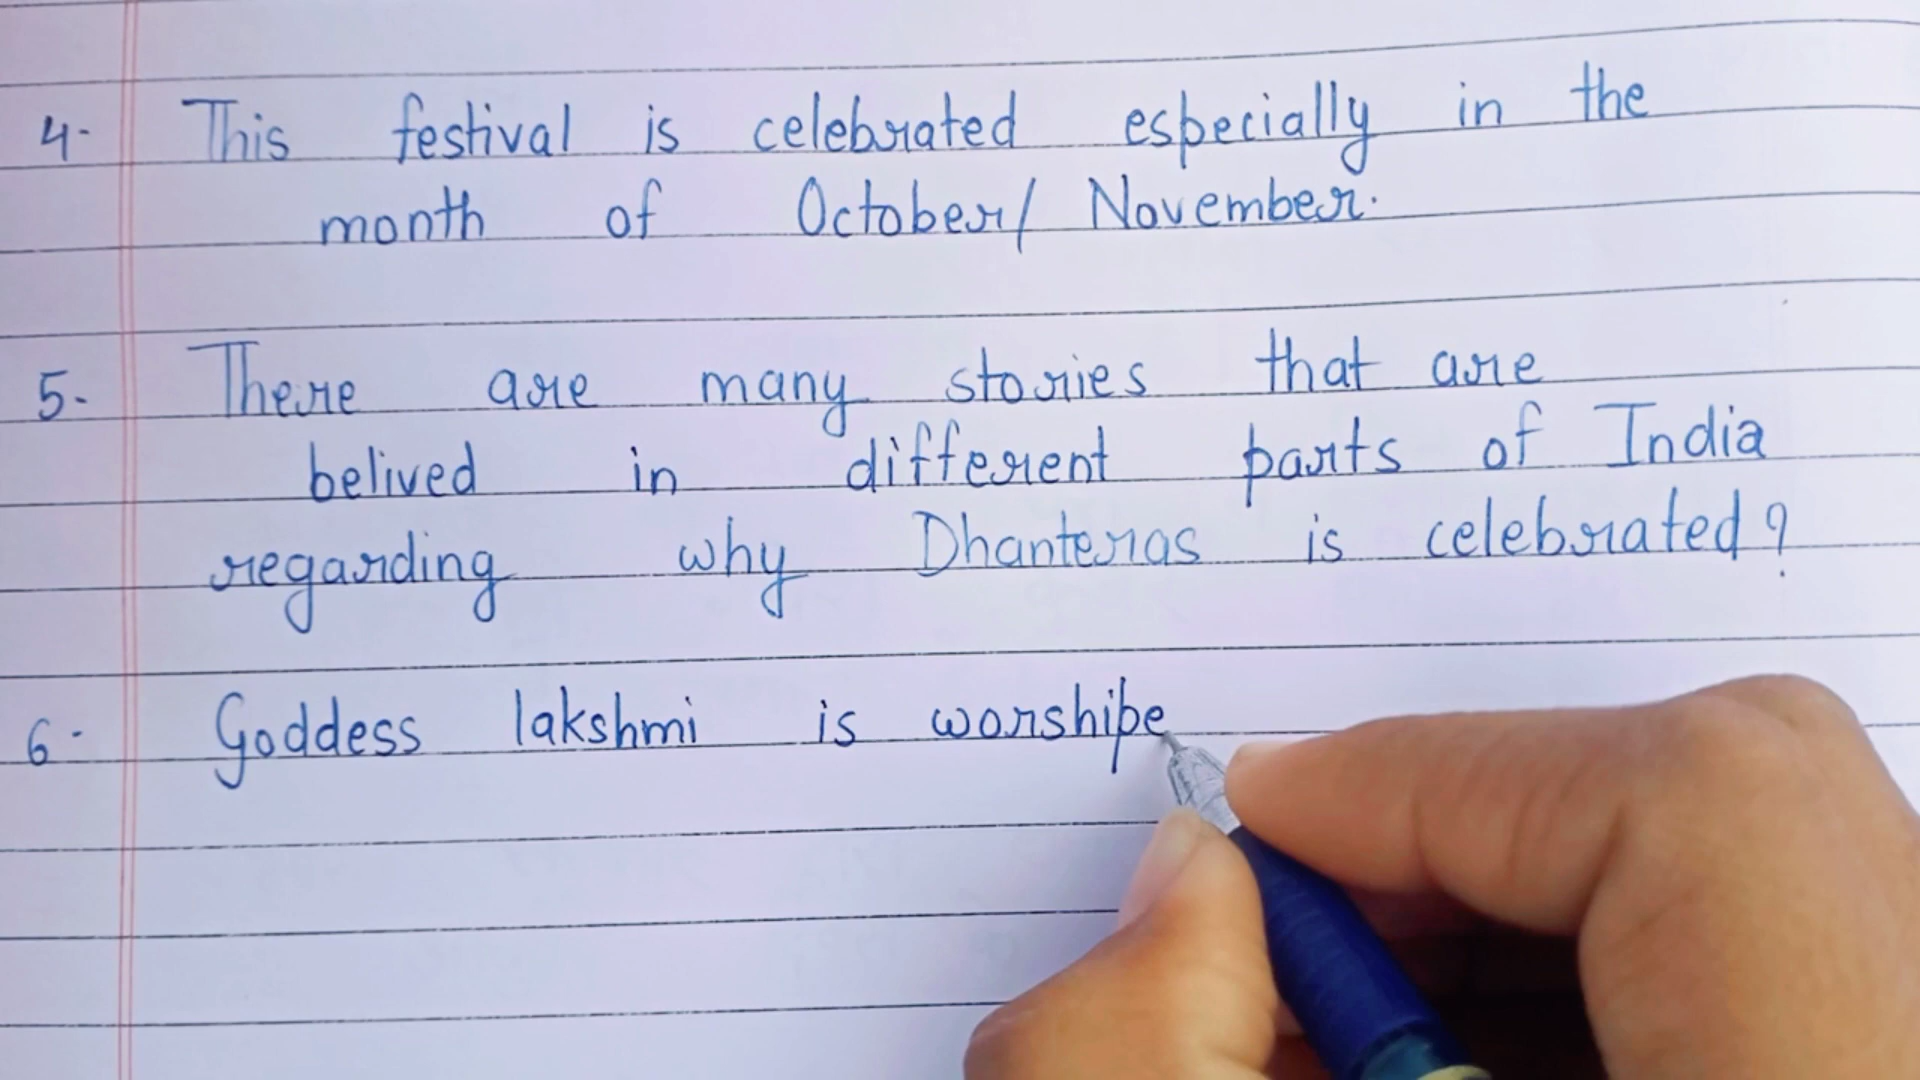 4- This festival is celebrated especially in the
month of October/ November.
5- There are many stories that are
belived in different parts of India
regarding why Dhanteras is celebrated?
6- Goddess lakshmi is worshipe